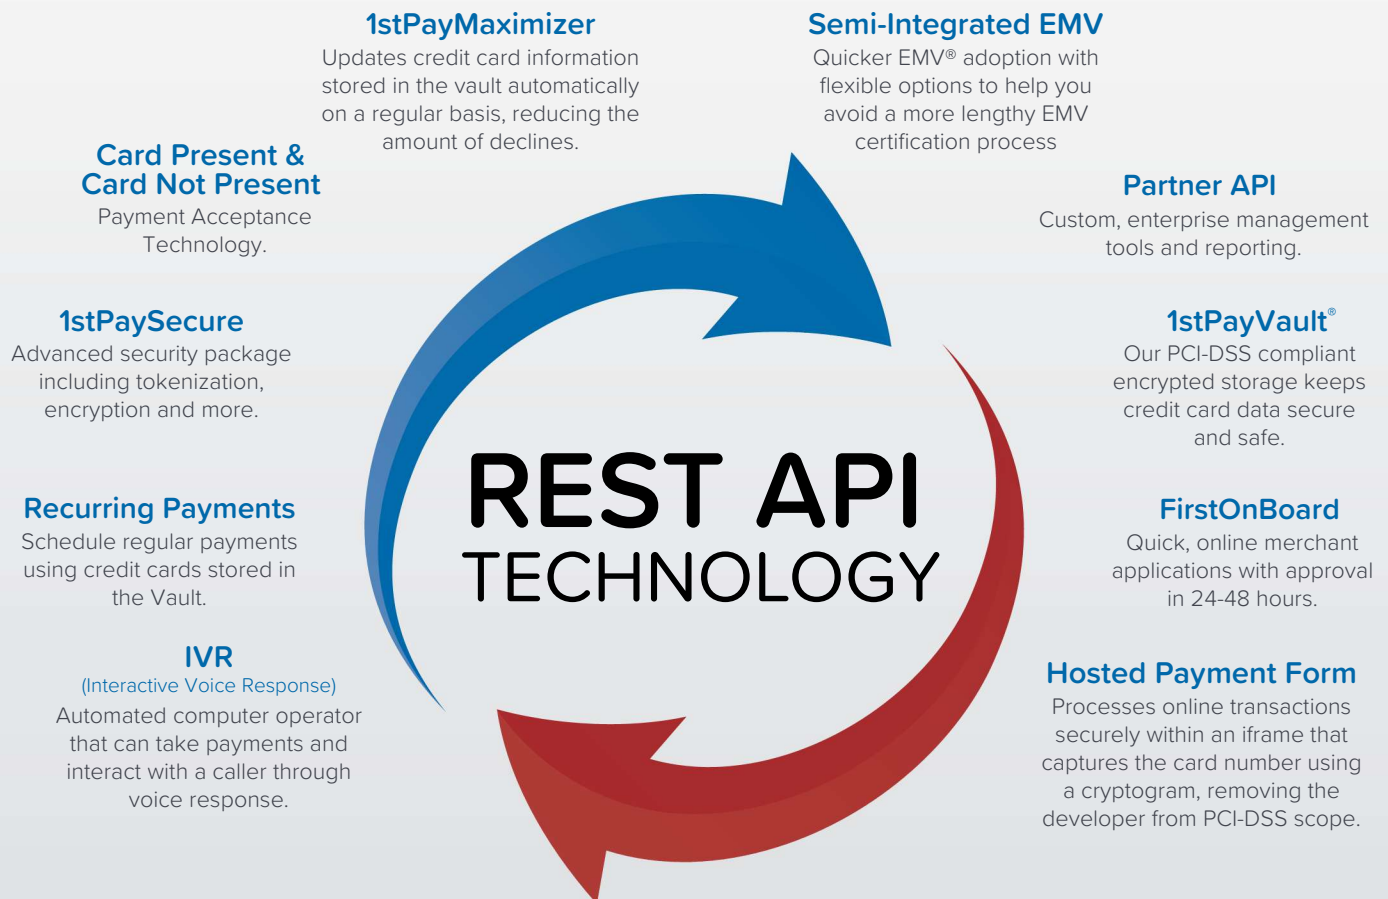 1stPayMaximizer
Updates credit card information
stored in the vault automatically
on a regular basis, reducing the
amount of declines.
Semi-Integrated EMV
Quicker EMV® adoption with
flexible options to help you
avoid a more lengthy EMV
certification process
Card Present &
Card Not Present
Payment Acceptance
Technology.
Partner API
Custom, enterprise management
tools and reporting.
1stPaySecure
Advanced security package
including tokenization,
encryption and more.
1stPayVault®
Our PCI-DSS compliant
encrypted storage keeps
credit card data secure
and safe.
REST API
TECHNOLOGY
Recurring Payments
Schedule regular payments
using credit cards stored in
the Vault.
FirstOnBoard
Quick, online merchant
applications with approval
in 24-48 hours.
IVR
(Interactive Voice Response)
Automated computer operator
that can take payments and
interact with a caller through
voice response.
Hosted Payment Form
Processes online transactions
securely within an iframe that
captures the card number using
a cryptogram, removing the
developer from PCI-DSS scope.